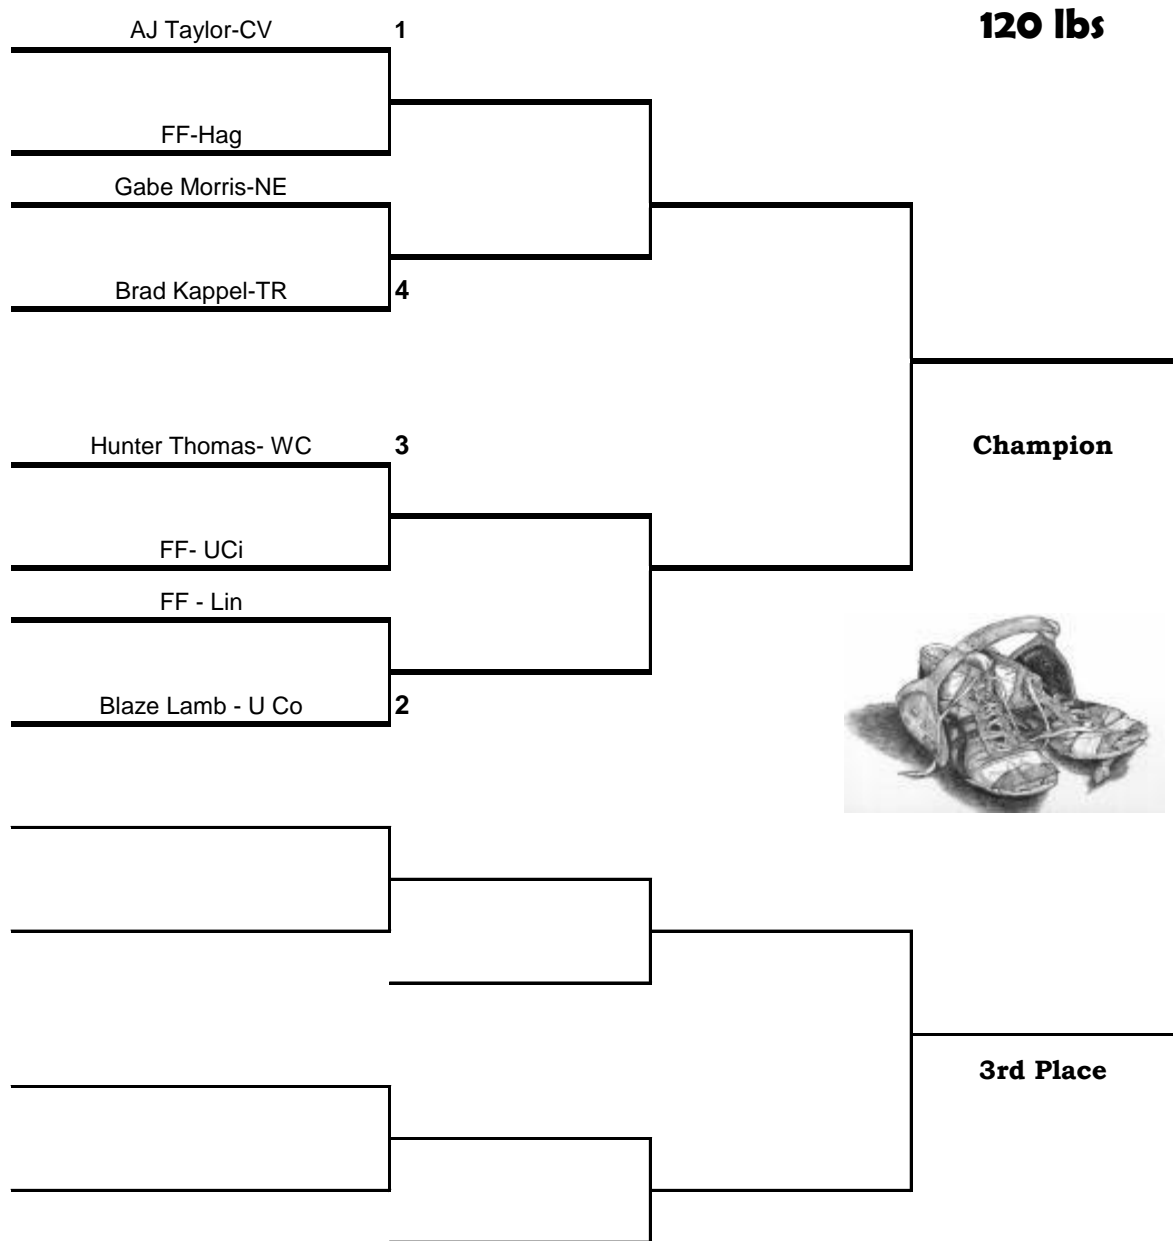 AJ Taylor-CV 1 120 lbs
FF-Hag
Gabe Morris-NE
Brad Kappel-TR 4
Hunter Thomas- WC 3 Champion
FF- UCi
FF - Lin
Blaze Lamb - U Co 2
3rd Place